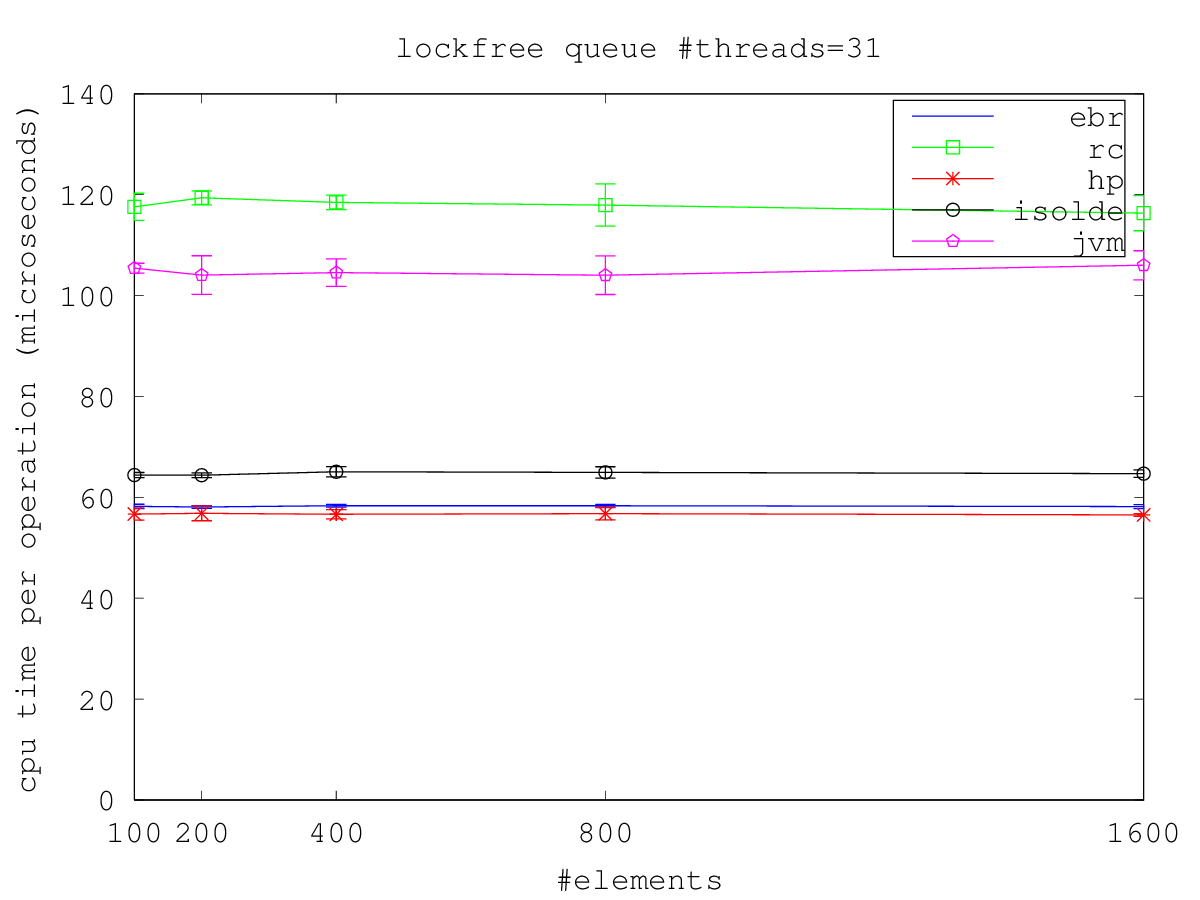 lockfree queue #threads=31
cpu time per operation (microseconds)
140
120
100
80
60
40
20
0
ebr
rc
hp
isolde
jvm
100 200 400 800 1600
#elements